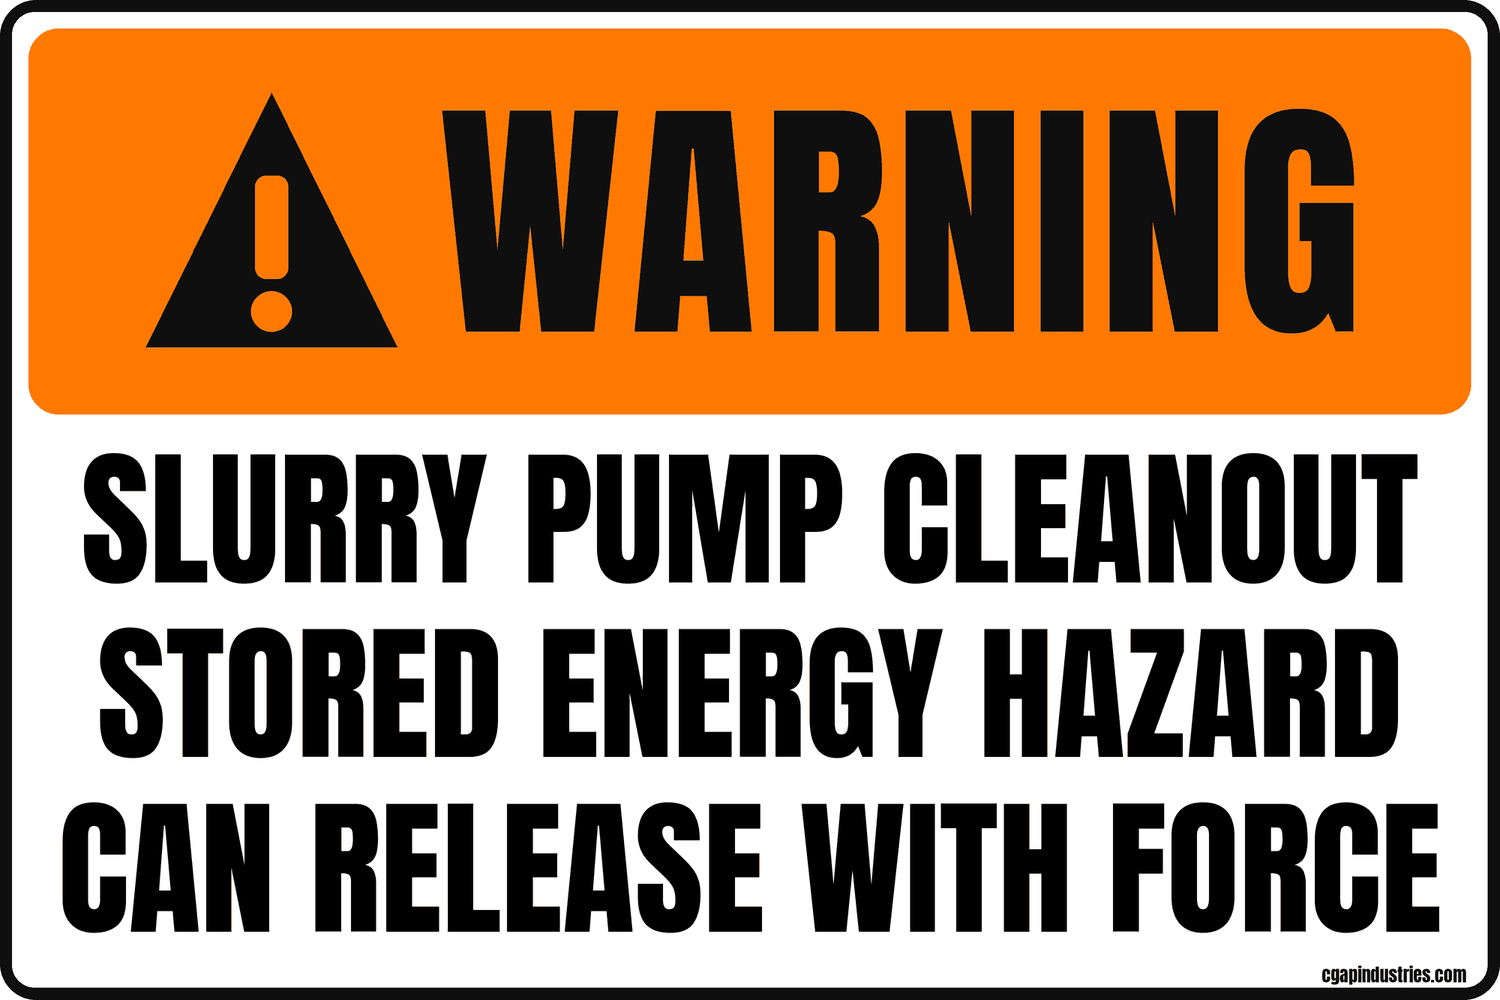 WARNING
SLURRY PUMP CLEANOUT
STORED ENERGY HAZARD
CAN RELEASE WITH FORCE
cgapindustries.com